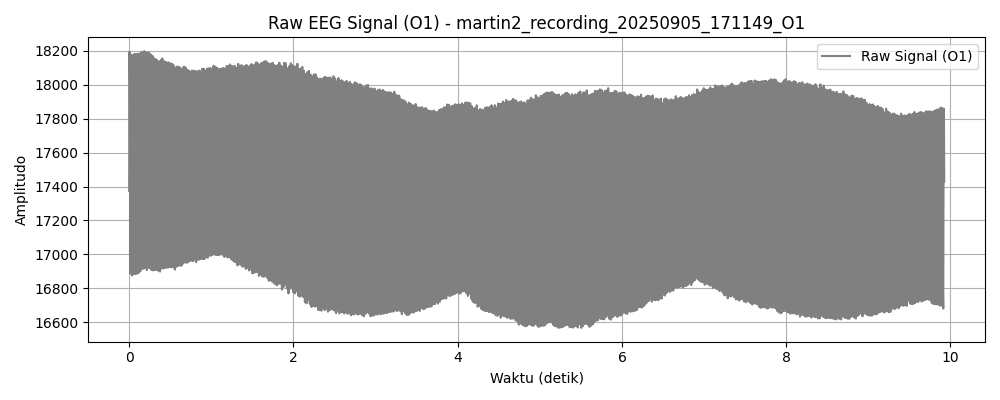 Raw EEG Signal (O1) - martin2_recording_20250905_171149_O1
Raw Signal (O1)
Amplitudo
18200
18000
17800
17600
17400
17200
17000
16800
16600
0 2 4 6 8 10
Waktu (detik)